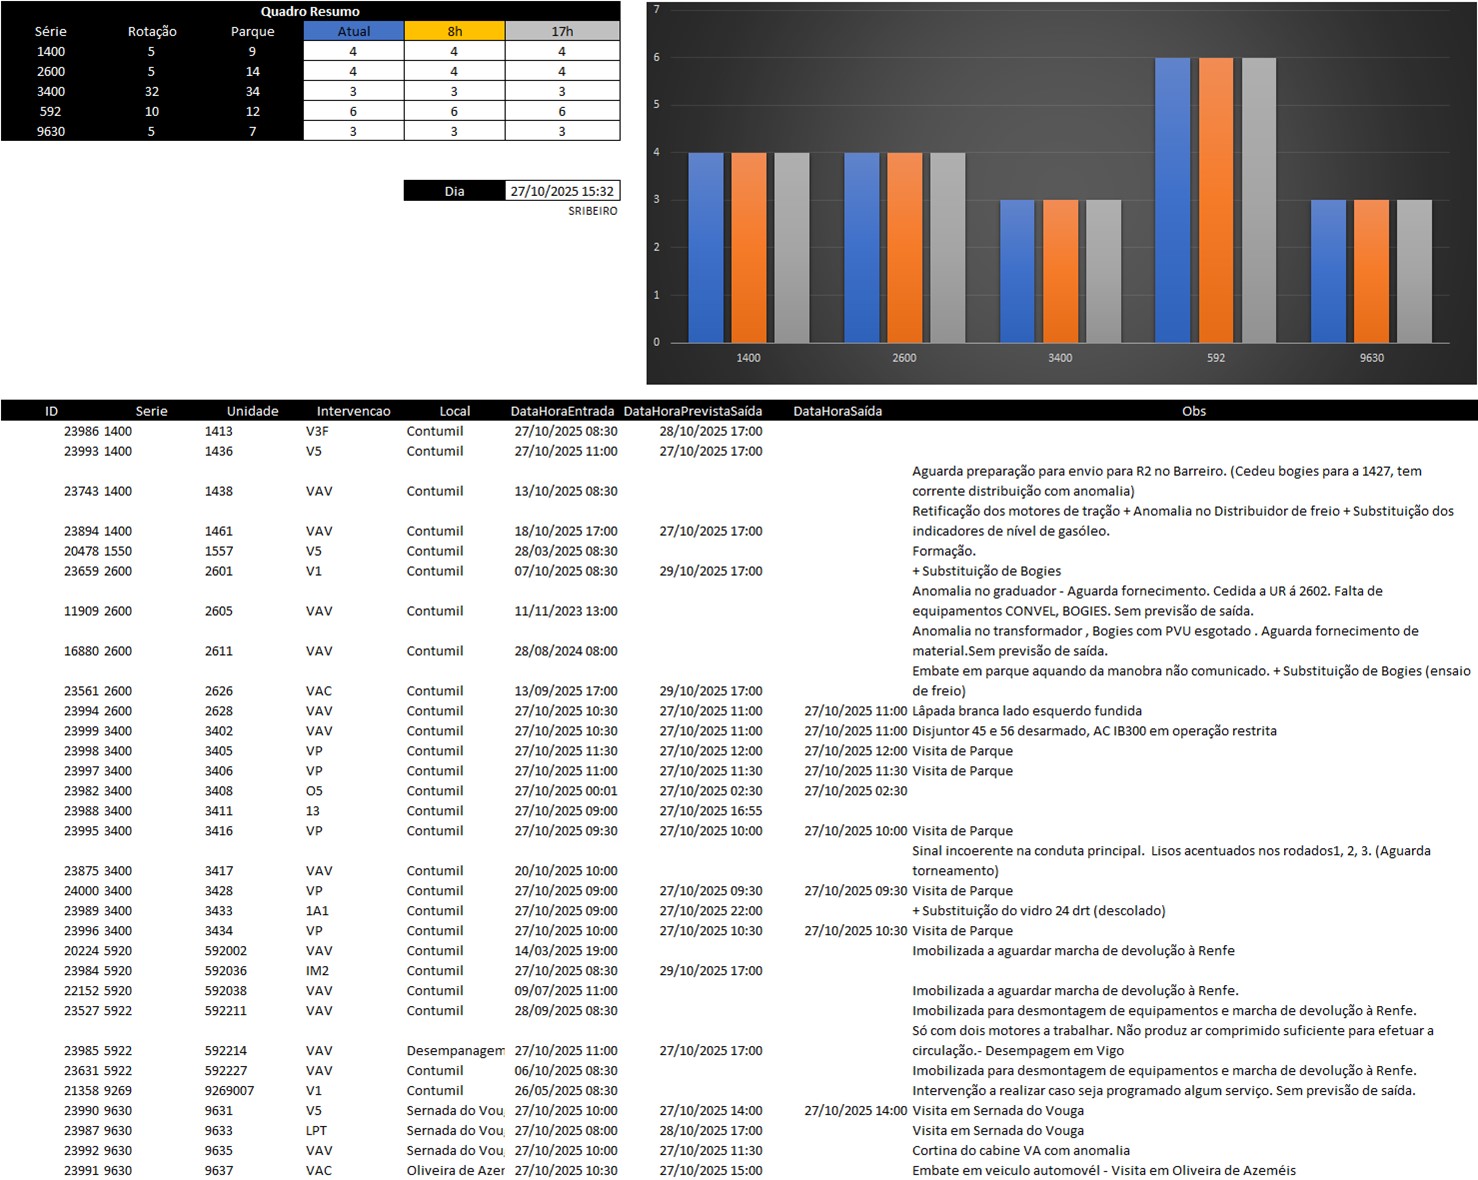 Quadro Resumo
Série Rotação Parque Atual 8h 17h
1400 5 9 4 4 4
2600 5 14 4 4 4
3400 32 34 3 3 3
592 10 12 6 6 6
9630 5 7 3 3 3
Dia 27/10/2025 15:32
SRIBEIRO
7
6
5
4
3
2
1
0
1400 2600 3400 592 9630
ID Serie Unidade Intervencao Local DataHoraEntrada DataHoraPrevistaSaída DataHoraSaída Obs
23986 1400 1413 V3F Contumil 27/10/2025 08:30 28/10/2025 17:00
23993 1400 1436 V5 Contumil 27/10/2025 11:00 27/10/2025 17:00
Aguarda preparação para envio para R2 no Barreiro. (Cedeu bogies para a 1427, tem
23743 1400 1438 VAV Contumil 13/10/2025 08:30 corrente distribuição com anomalia)
Retificação dos motores de tração + Anomalia no Distribuidor de freio + Substituição dos
23894 1400 1461 VAV Contumil 18/10/2025 17:00 27/10/2025 17:00 indicadores de nível de gasóleo.
20478 1550 1557 V5 Contumil 28/03/2025 08:30 Formação.
23659 2600 2601 V1 Contumil 07/10/2025 08:30 29/10/2025 17:00 + Substituição de Bogies
Anomalia no graduador - Aguarda fornecimento. Cedida a UR á 2602. Falta de
11909 2600 2605 VAV Contumil 11/11/2023 13:00 equipamentos CONVEL, BOGIES. Sem previsão de saída.
Anomalia no transformador , Bogies com PVU esgotado . Aguarda fornecimento de
16880 2600 2611 VAV Contumil 28/08/2024 08:00 material.Sem previsão de saída.
Embate em parque aquando da manobra não comunicado. + Substituição de Bogies (ensaio
23561 2600 2626 VAC Contumil 13/09/2025 17:00 29/10/2025 17:00 de freio)
23994 2600 2628 VAV Contumil 27/10/2025 10:30 27/10/2025 11:00 27/10/2025 11:00 Lâpada branca lado esquerdo fundida
23999 3400 3402 VAV Contumil 27/10/2025 10:30 27/10/2025 11:00 27/10/2025 11:00 Disjuntor 45 e 56 desarmado, AC IB300 em operação restrita
23998 3400 3405 VP Contumil 27/10/2025 11:30 27/10/2025 12:00 27/10/2025 12:00 Visita de Parque
23997 3400 3406 VP Contumil 27/10/2025 11:00 27/10/2025 11:30 27/10/2025 11:30 Visita de Parque
23982 3400 3408 O5 Contumil 27/10/2025 00:01 27/10/2025 02:30 27/10/2025 02:30
23988 3400 3411 13 Contumil 27/10/2025 09:00 27/10/2025 16:55
23995 3400 3416 VP Contumil 27/10/2025 09:30 27/10/2025 10:00 27/10/2025 10:00 Visita de Parque
Sinal incoerente na conduta principal. Lisos acentuados nos rodados1, 2, 3. (Aguarda
23875 3400 3417 VAV Contumil 20/10/2025 10:00 torneamento)
24000 3400 3428 VP Contumil 27/10/2025 09:00 27/10/2025 09:30 27/10/2025 09:30 Visita de Parque
23989 3400 3433 1A1 Contumil 27/10/2025 09:00 27/10/2025 22:00 + Substituição do vidro 24 drt (descolado)
23996 3400 3434 VP Contumil 27/10/2025 10:00 27/10/2025 10:30 27/10/2025 10:30 Visita de Parque
20224 5920 592002 VAV Contumil 14/03/2025 19:00 Imobilizada a aguardar marcha de devolução à Renfe
23984 5920 592036 IM2 Contumil 27/10/2025 08:30 29/10/2025 17:00
22152 5920 592038 VAV Contumil 09/07/2025 11:00 Imobilizada a aguardar marcha de devolução à Renfe.
23527 5922 592211 VAV Contumil 28/09/2025 08:30 Imobilizada para desmontagem de equipamentos e marcha de devolução à Renfe.
Só com dois motores a trabalhar. Não produz ar comprimido suficiente para efetuar a
23985 5922 592214 VAV Desempanagem 27/10/2025 11:00 27/10/2025 17:00 circulação.- Desempagem em Vigo
23631 5922 592227 VAV Contumil 06/10/2025 08:30 Imobilizada para desmontagem de equipamentos e marcha de devolução à Renfe.
21358 9269 9269007 V1 Contumil 26/05/2025 08:30 Intervenção a realizar caso seja programado algum serviço. Sem previsão de saída.
23990 9630 9631 V5 Sernada do Vou 27/10/2025 10:00 27/10/2025 14:00 27/10/2025 14:00 Visita em Sernada do Vouga
23987 9630 9633 LPT Sernada do Vou 27/10/2025 08:00 28/10/2025 17:00 Visita em Sernada do Vouga
23992 9630 9635 VAV Sernada do Vou 27/10/2025 10:00 27/10/2025 11:30 Cortina do cabine VA com anomalia
23991 9630 9637 VAC Oliveira de Azer 27/10/2025 10:30 27/10/2025 15:00 Embate em veiculo automovél - Visita em Oliveira de Azeméis